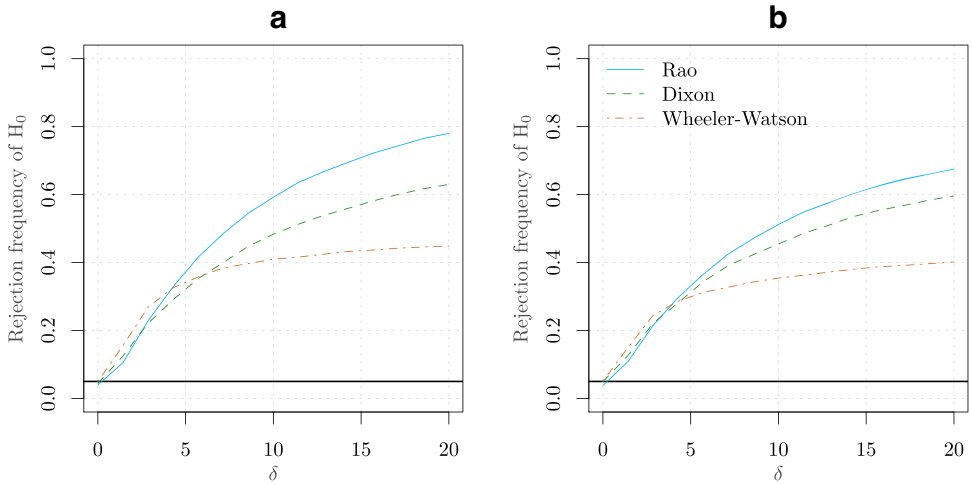 a
Rejection frequency of H0
1.0
0.8
0.6
0.4
0.2
0.0
0 5 10 15 20
δ
b
Rejection frequency of H0
1.0
0.8
0.6
0.4
0.2
0.0
Rao
Dixon
Wheeler-Watson
0 5 10 15 20
δ